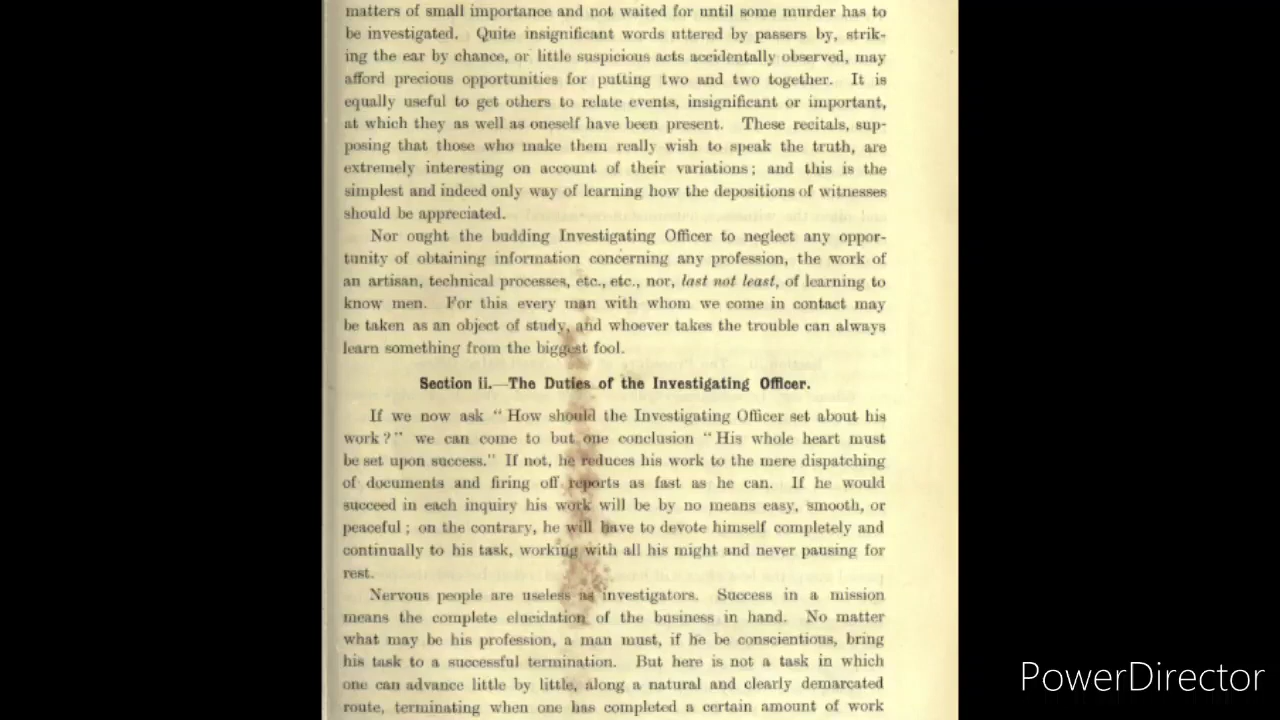 matters of small importance and not waited for until some murder has to
be investigated. Quite insignificant words uttered by passers by, strik-
ing the ear by chance, or little suspicious acts accidentally observed, may
afford precious opportunities for putting two and two together. It is
equally useful to get others to relate events, insignificant or important,
at which they as well as oneself have been present. These recitals, sup-
posing that those who make them really wish to speak the truth, are
extremely interesting on account of their variations; and this is the
simplest and indeed only way of learning how the depositions of witnesses
should be appreciated.
Nor ought the budding Investigating Officer to neglect any oppor-
tunity of obtaining information concerning any profession, the work of
an artisan, technical processes, etc., etc., nor, last not least, of learning to
know men. For this every man with whom we come in contact may
be taken as an object of study, and whoever takes the trouble can always
learn something from the biggest fool.
Section ii.—The Duties of the Investigating Officer.
If we now ask "How should the Investigating Officer set about his
work?" we can come to but one conclusion "His whole heart must
be set upon success." If not, he reduces his work to the mere dispatching
of documents and firing off reports as fast as he can. If he would
succeed in each inquiry his work will be by no means easy, smooth, or
peaceful; on the contrary, he will have to devote himself completely and
continually to his task, working with all his might and never pausing for
rest.
Nervous people are useless as investigators. Success in a mission
means the complete elucidation of the business in hand. No matter
what may be his profession, a man must, if he be conscientious, bring
his task to a successful termination. But here is not a task in which
one can advance little by little, along a natural and clearly demarcated
route, terminating when one has completed a certain amount of work
PowerDirector